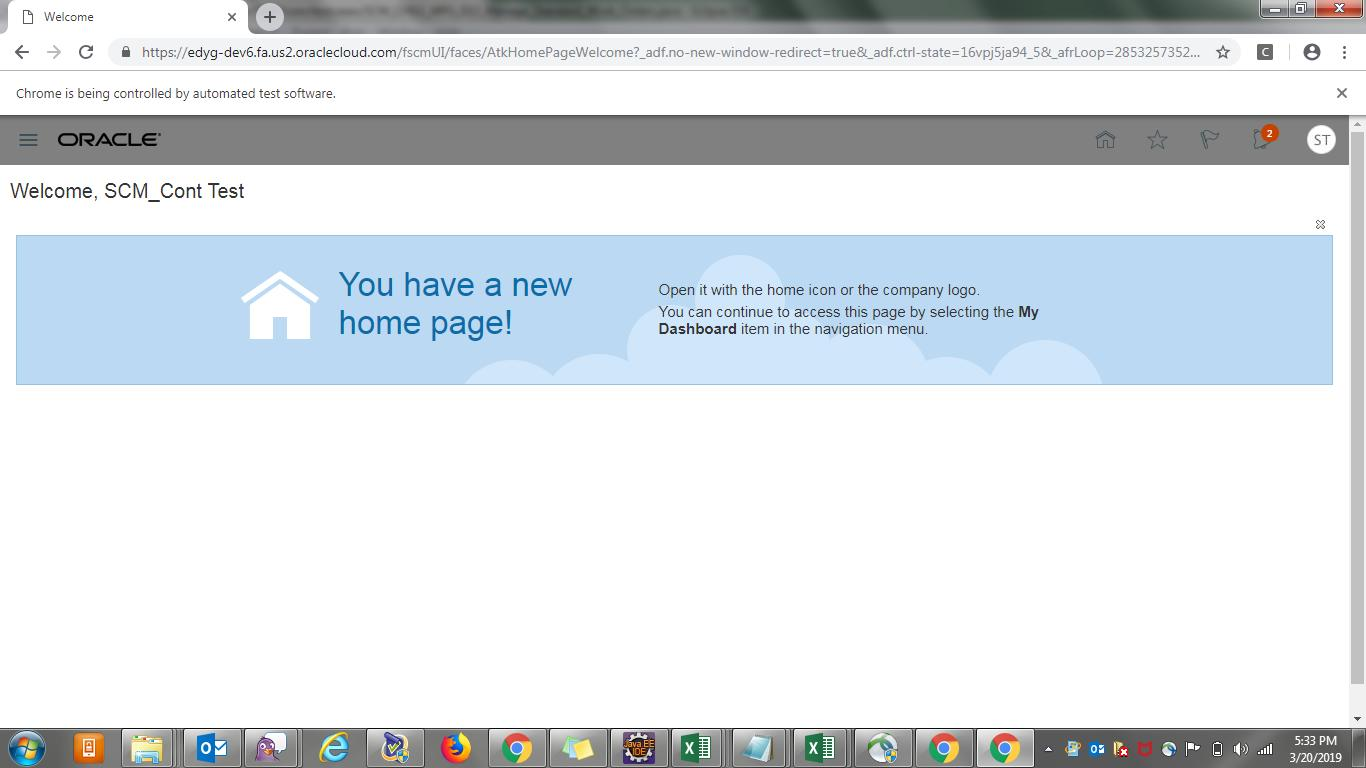 Welcome
https://edyg-dev6.fa.us2.oraclecloud.com/fscmUI/faces/AtkHomePageWelcome?_adf.no-new-window-redirect=true&_adf.ctrl-state=16vpj5ja94_5&_afrLoop=2853257352...
C
Chrome is being controlled by automated test software.
ORACLE
2
ST
Welcome, SCM_Cont Test
You have a new
home page!
Open it with the home icon or the company logo.
You can continue to access this page by selecting the My
Dashboard item in the navigation menu.
Java EE
IDE
5:33 PM
3/20/2019